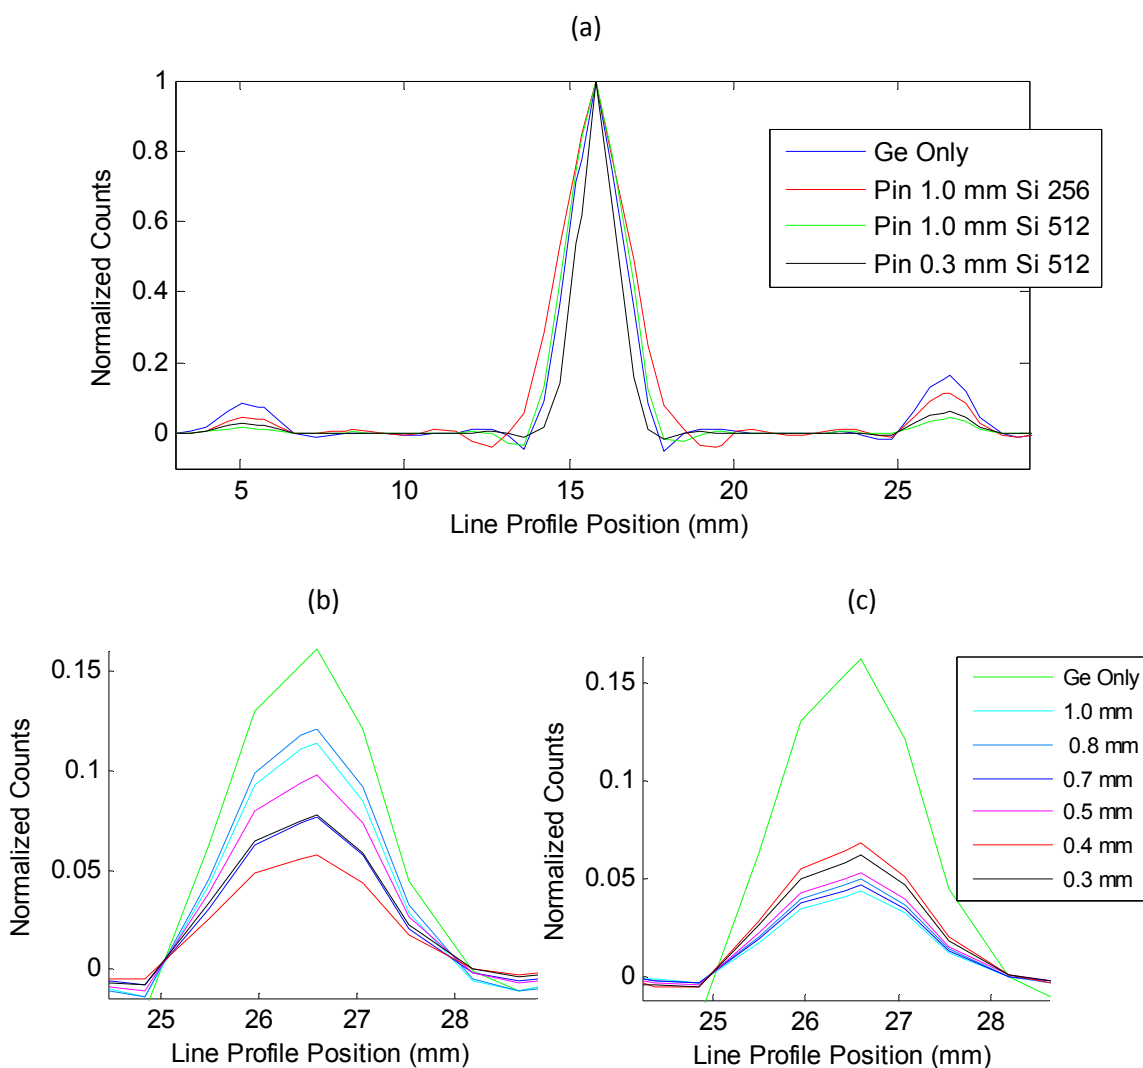 (a)
1
0.8
0.6
0.4
0.2
0
Normalized Counts
Ge Only
Pin 1.0 mm Si 256
Pin 1.0 mm Si 512
Pin 0.3 mm Si 512
5 10 15 20 25
Line Profile Position (mm)
(b)
0.15
0.1
0.05
0
Normalized Counts
25 26 27 28
Line Profile Position (mm)
(c)
0.15
0.1
0.05
0
Normalized Counts
Ge Only
1.0 mm
0.8 mm
0.7 mm
0.5 mm
0.4 mm
0.3 mm
25 26 27 28
Line Profile Position (mm)